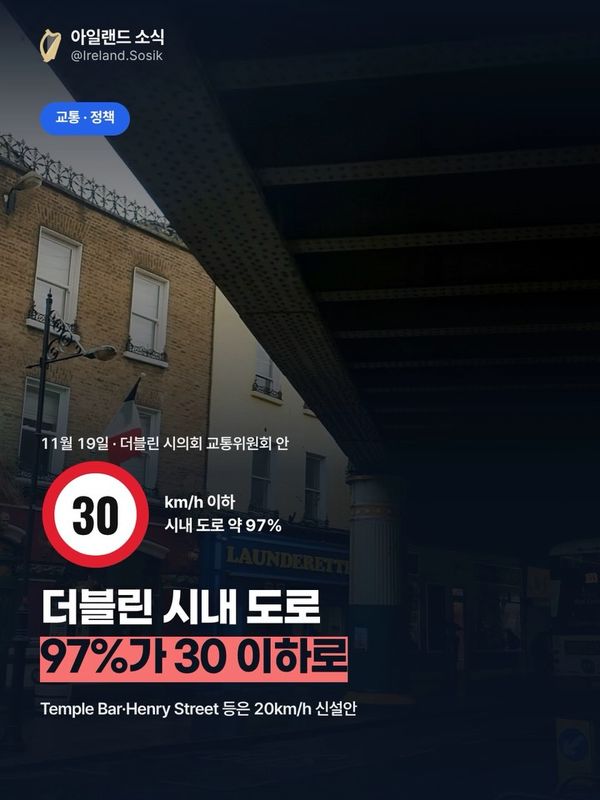 아일랜드 소식
@Ireland.Sosik
교통 · 정책
11월 19일 · 더블린 시의회 교통위원회 안
30
km/h 이하
시내 도로 약 97%
LAUNDERETTE
더블린 시내 도로
97%가 30 이하로
Temple Bar·Henry Street 등은 20km/h 신설안